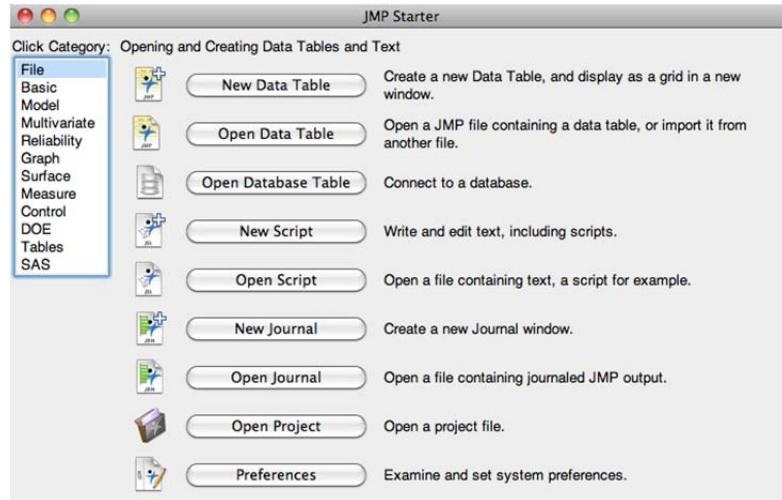 JMP Starter
Click Category:
Opening and Creating Data Tables and Text
File
Basic
Model
Multivariate
Reliability
Graph
Surface
Measure
Control
DOE
Tables
SAS
New Data Table
Create a new Data Table, and display as a grid in a new
window.
Open Data Table
Open a JMP file containing a data table, or import it from
another file.
Open Database Table
Connect to a database.
New Script
Write and edit text, including scripts.
Open Script
Open a file containing text, a script for example.
New Journal
Create a new Journal window.
Open Journal
Open a file containing journaled JMP output.
Open Project
Open a project file.
Preferences
Examine and set system preferences.